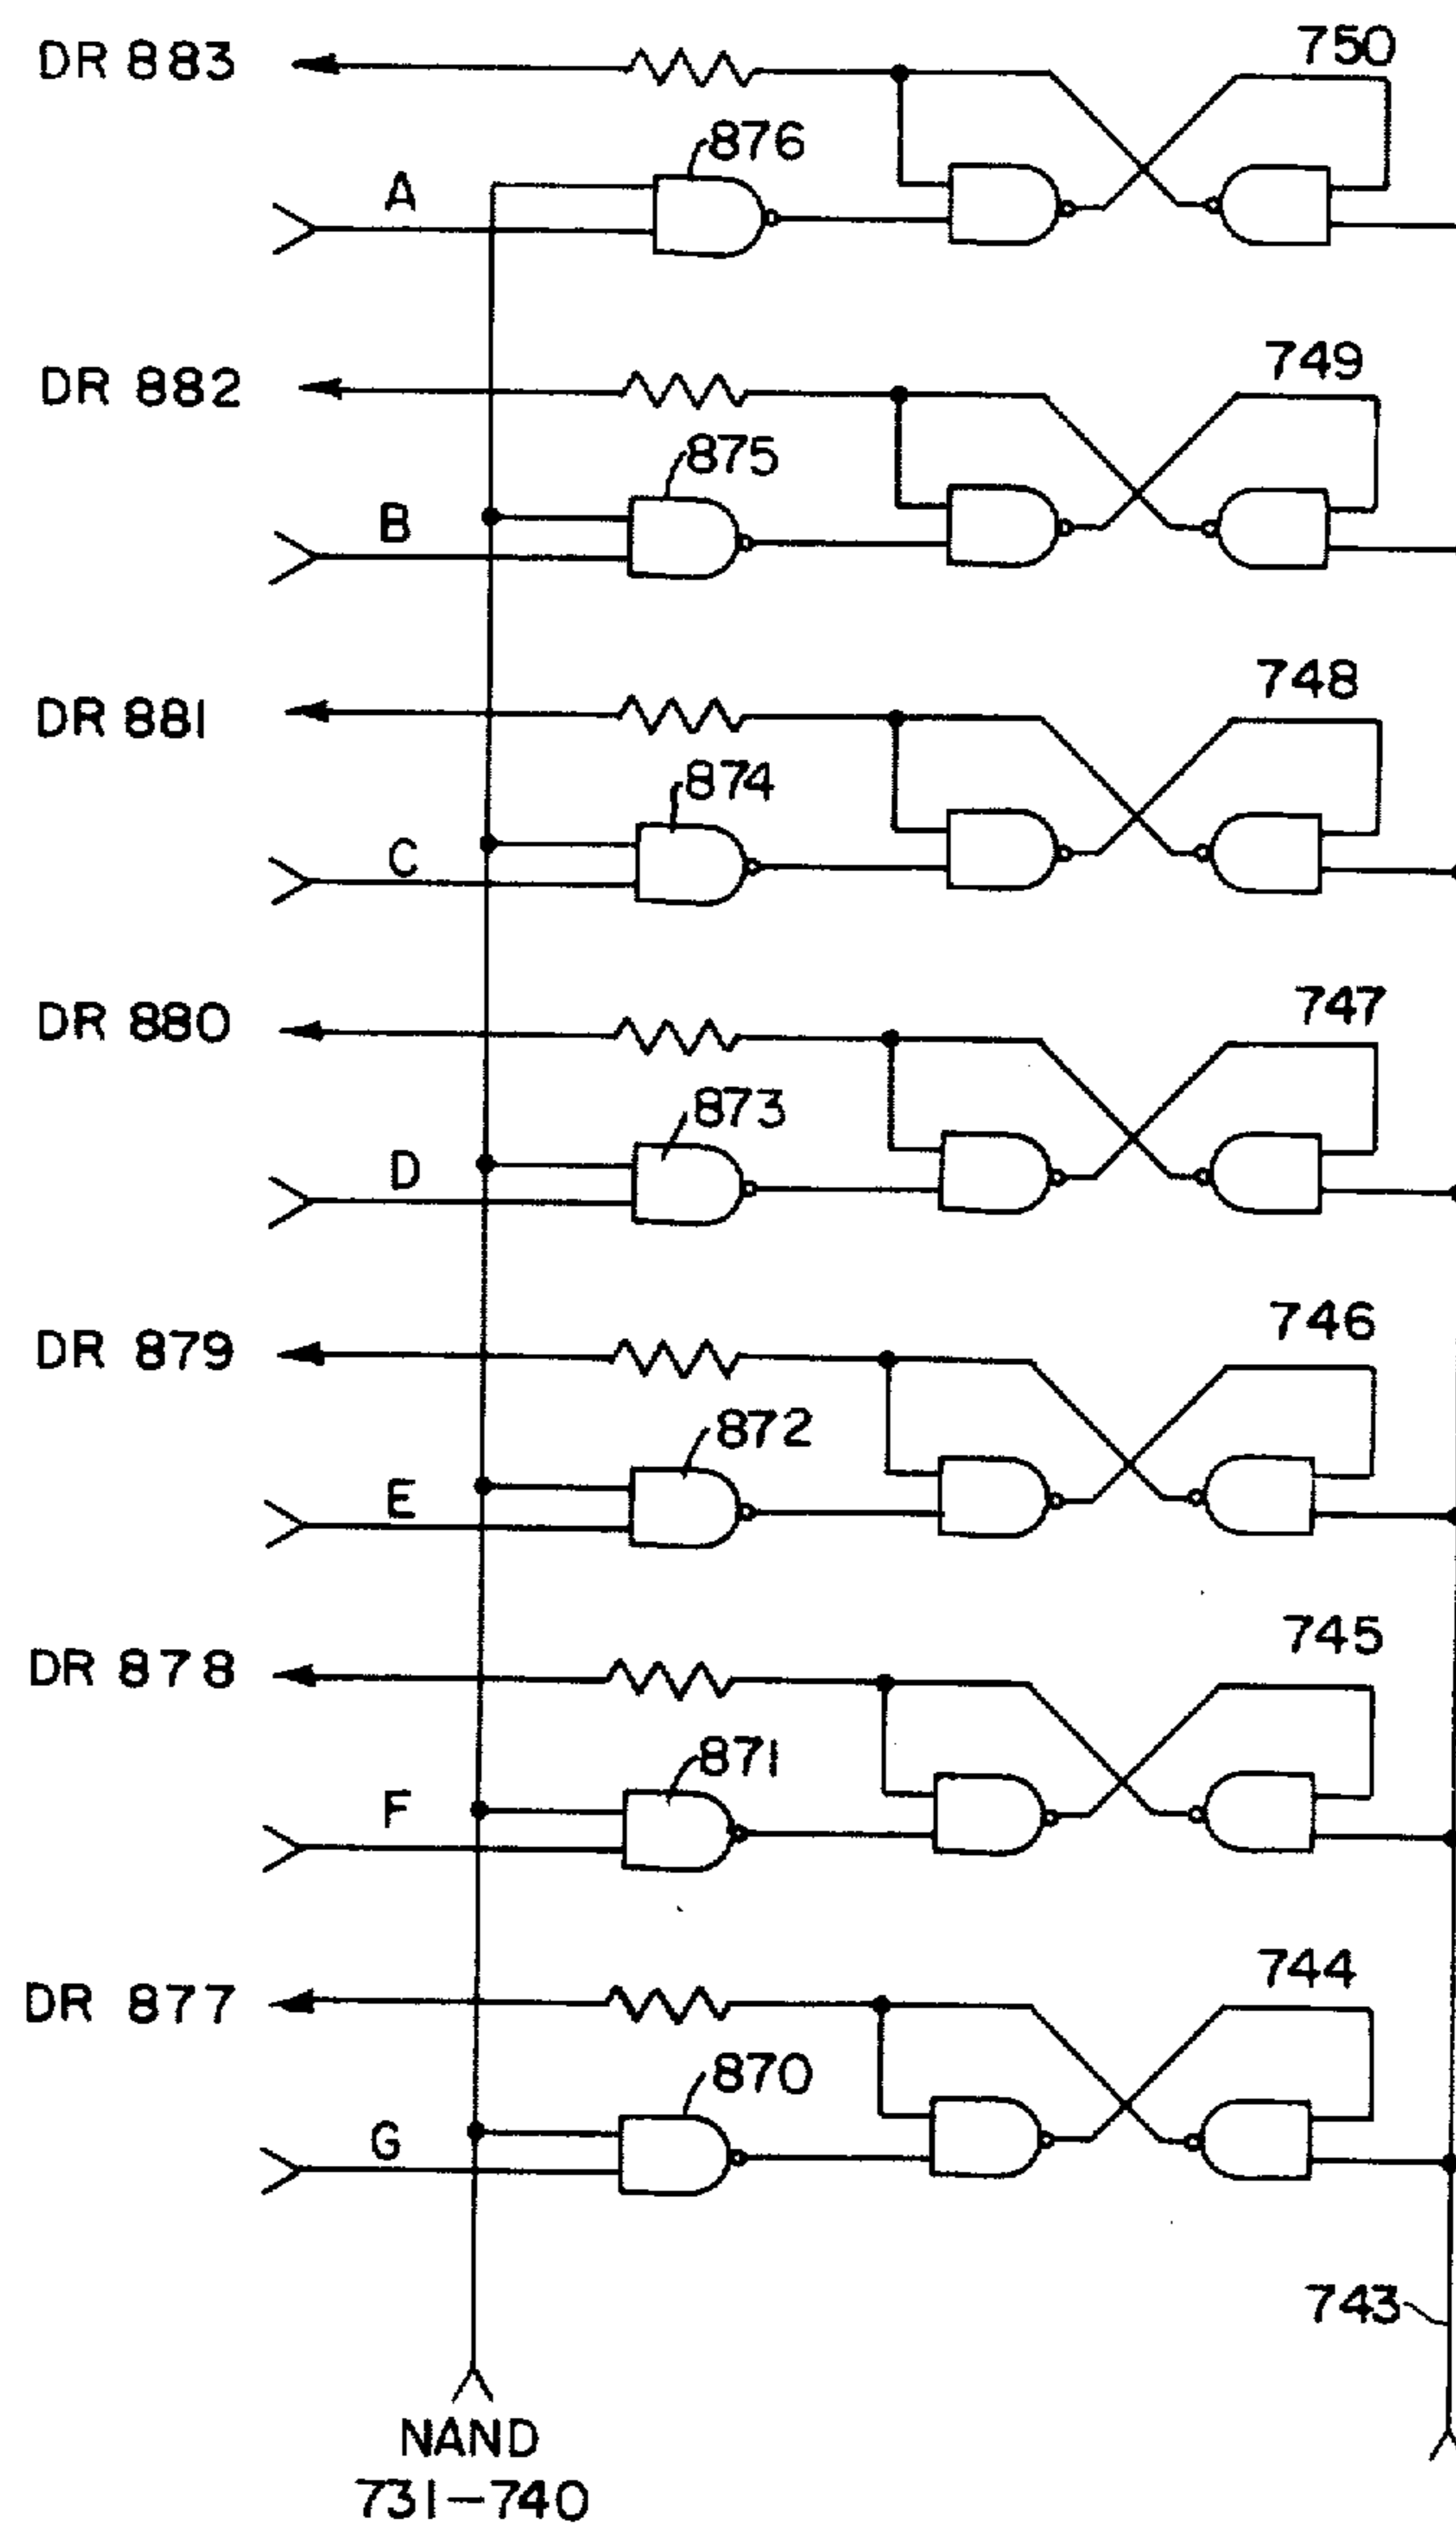 DR 883
750
876
A
DR 882
749
875
B
DR 881
748
874
C
DR 880
747
873
D
DR 879
746
872
E
DR 878
745
871
F
DR 877
744
870
G
743
NAND
731-740